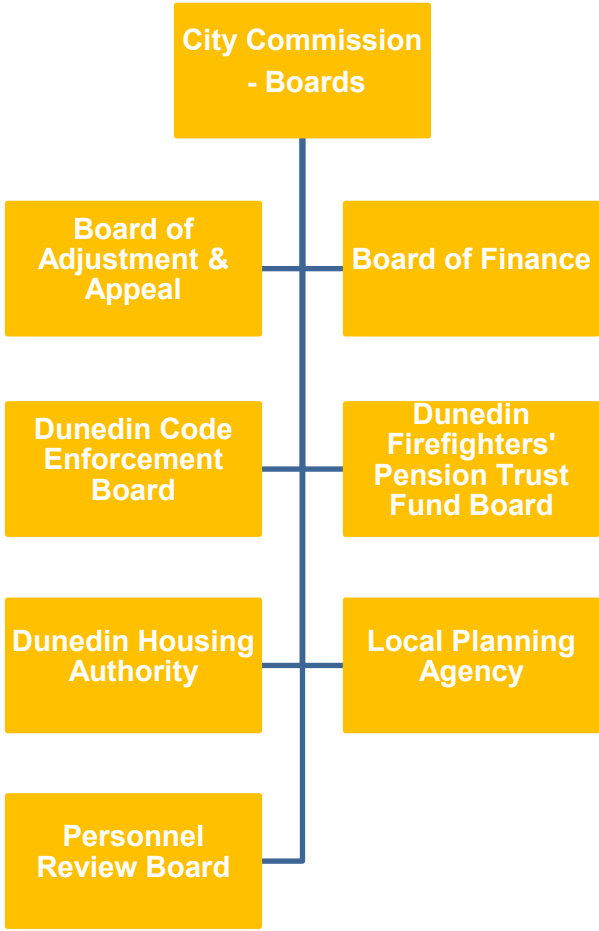 City Commission
- Boards
Board of
Adjustment &
Appeal
Board of Finance
Dunedin Code
Enforcement
Board
Dunedin
Firefighters'
Pension Trust
Fund Board
Dunedin Housing
Authority
Local Planning
Agency
Personnel
Review Board